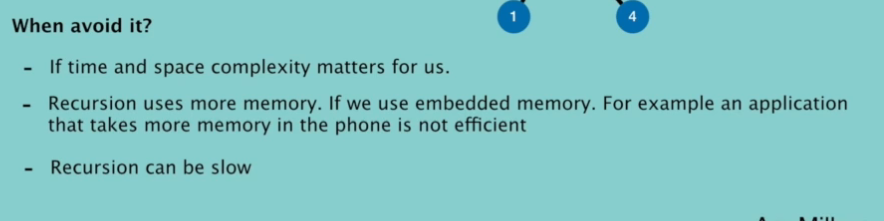 1 4
When avoid it?
- If time and space complexity matters for us.
- Recursion uses more memory. If we use embedded memory. For example an application
that takes more memory in the phone is not efficient
- Recursion can be slow